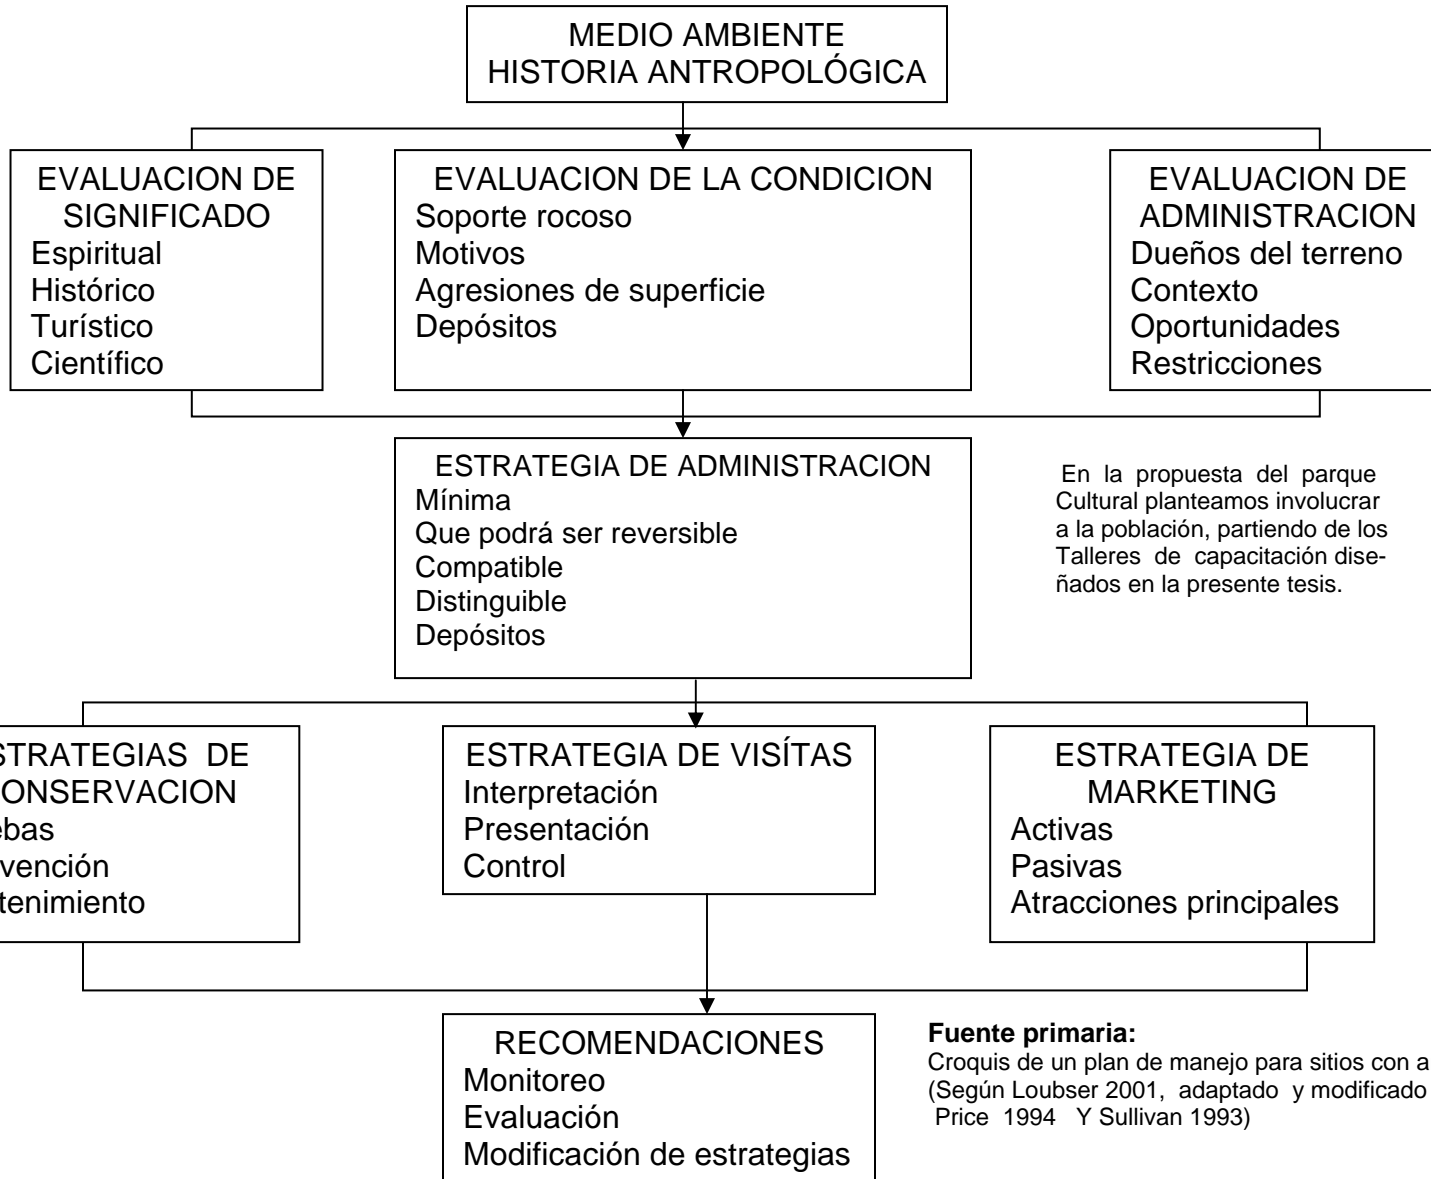 MEDIO AMBIENTE
HISTORIA ANTROPOLÓGICA
EVALUACION DE
SIGNIFICADO
Espiritual
Histórico
Turístico
Científico
EVALUACION DE LA CONDICION
Soporte rocoso
Motivos
Agresiones de superficie
Depósitos
EVALUACION DE
ADMINISTRACION
Dueños del terreno
Contexto
Oportunidades
Restricciones
ESTRATEGIA DE ADMINISTRACION
Mínima
Que podrá ser reversible
Compatible
Distinguible
Depósitos
En la propuesta del parque
Cultural planteamos involucrar
a la población, partiendo de los
Talleres de capacitación dise-
ñados en la presente tesis.
STRATEGIAS DE
ONSERVACION
ebas
vención
tenimiento
ESTRATEGIA DE VISÍTAS
Interpretación
Presentación
Control
ESTRATEGIA DE
MARKETING
Activas
Pasivas
Atracciones principales
RECOMENDACIONES
Monitoreo
Evaluación
Modificación de estrategias
Fuente primaria:
Croquis de un plan de manejo para sitios con a
(Según Loubser 2001, adaptado y modificado
Price 1994 Y Sullivan 1993)